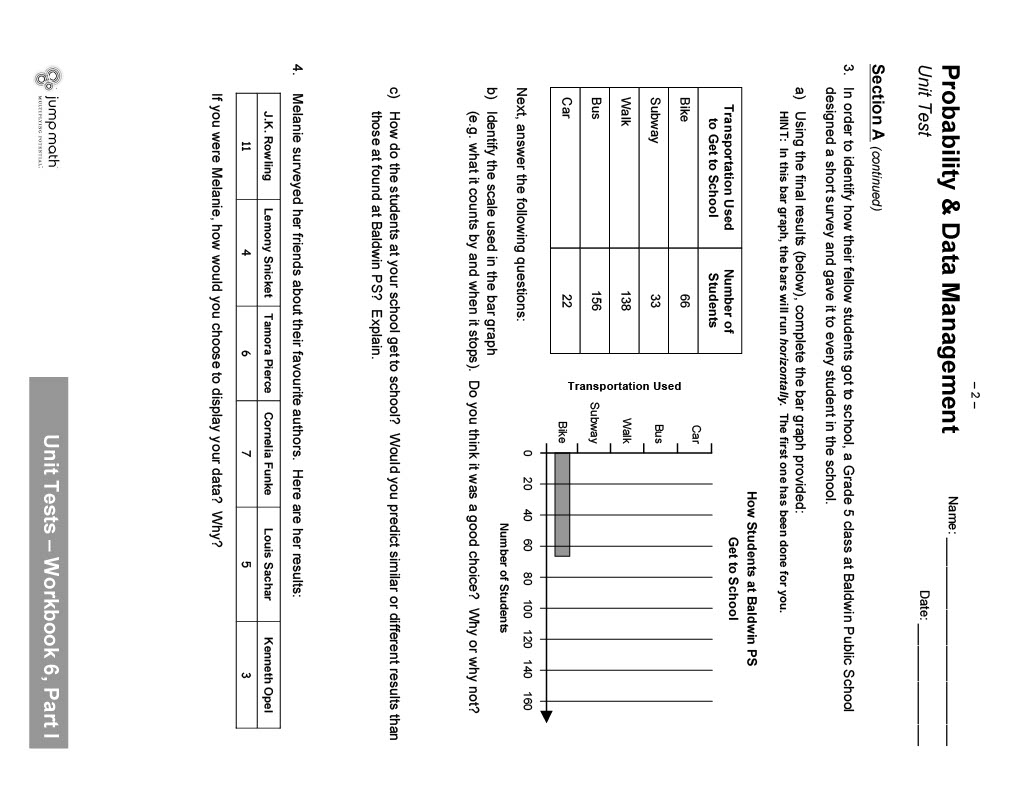 – 2 –
Probability & Data Management
Name:
Unit Test
Date:
Section A (continued)
3. In order to identify how their fellow students got to school, a Grade 5 class at Baldwin Public School
designed a short survey and gave it to every student in the school.
a) Using the final results (below), complete the bar graph provided:
HINT: In this bar graph, the bars will run horizontally. The first one has been done for you.
Transportation Used to Get to School Number of Students
Bike 66
Subway 33
Walk 138
Bus 156
Car 22
How Students at Baldwin PS
Get to School
Transportation Used
Car
Bus
Walk
Subway
Bike
0 20 40 60 80 100 120 140 160
Number of Students
Next, answer the following questions:
b) Identify the scale used in the bar graph
(e.g. what it counts by and when it stops). Do you think it was a good choice? Why or why not?
c) How do the students at your school get to school? Would you predict similar or different results than
those at found at Baldwin PS? Explain.
4. Melanie surveyed her friends about their favourite authors. Here are her results:
J.K. Rowling Lemony Snicket Tamora Pierce Cornelia Funke Louis Sachar Kenneth Opel
11 4 6 7 5 3
If you were Melanie, how would you choose to display your data? Why?
jump math
MULTIPLYING POTENTIAL.
Unit Tests – Workbook 6, Part I